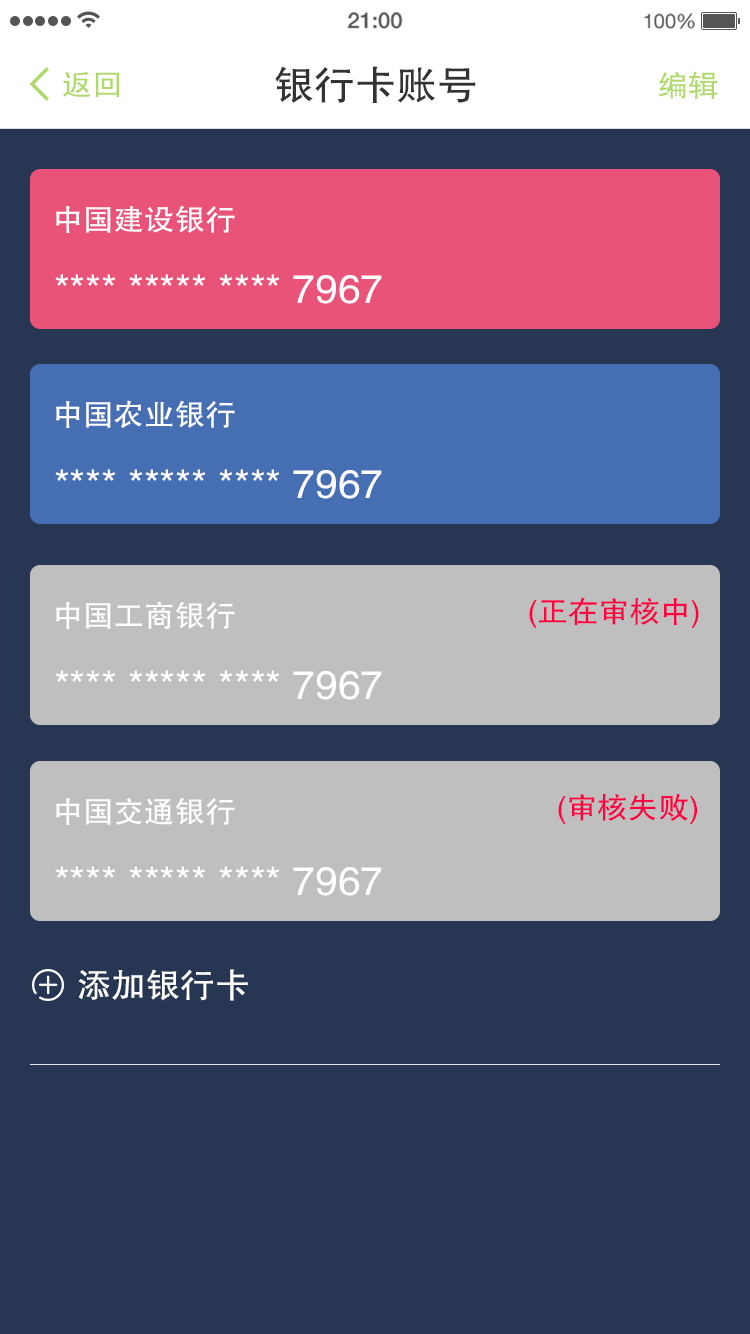 21:00 100%
返回 银行卡账号 编辑
中国建设银行
**** ***** **** 7967
中国农业银行
**** ***** **** 7967
中国工商银行 (正在审核中)
**** ***** **** 7967
中国交通银行 (审核失败)
**** ***** **** 7967
添加银行卡